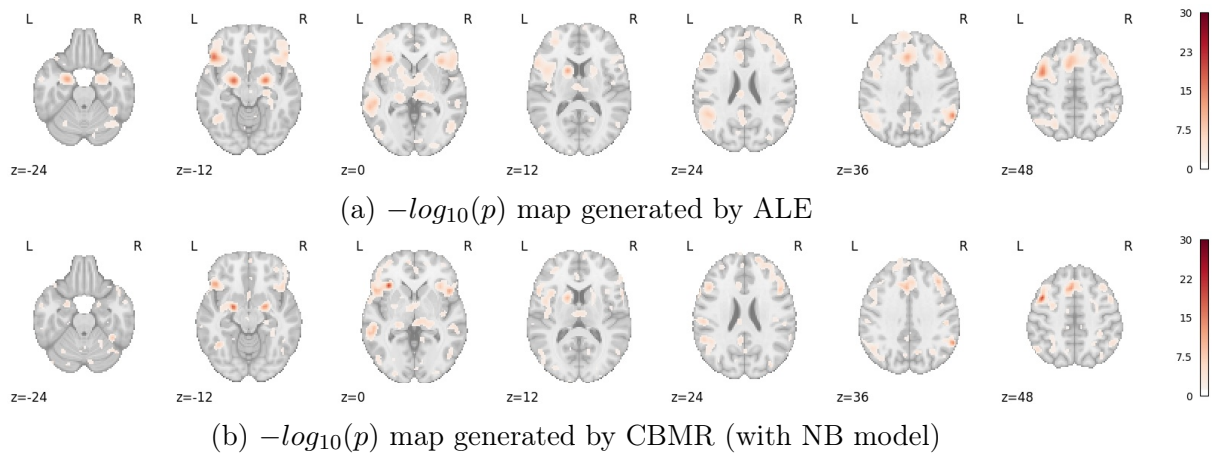 L R L R L R L R L R L R L R
30
23
15
7.5
0
z=-24 z=-12 z=0 z=12 z=24 z=36 z=48
(a) −log10(p) map generated by ALE
L R L R L R L R L R L R L R
30
23
15
7.5
0
z=-24 z=-12 z=0 z=12 z=24 z=36 z=48
(b) −log10(p) map generated by CBMR (with NB model)